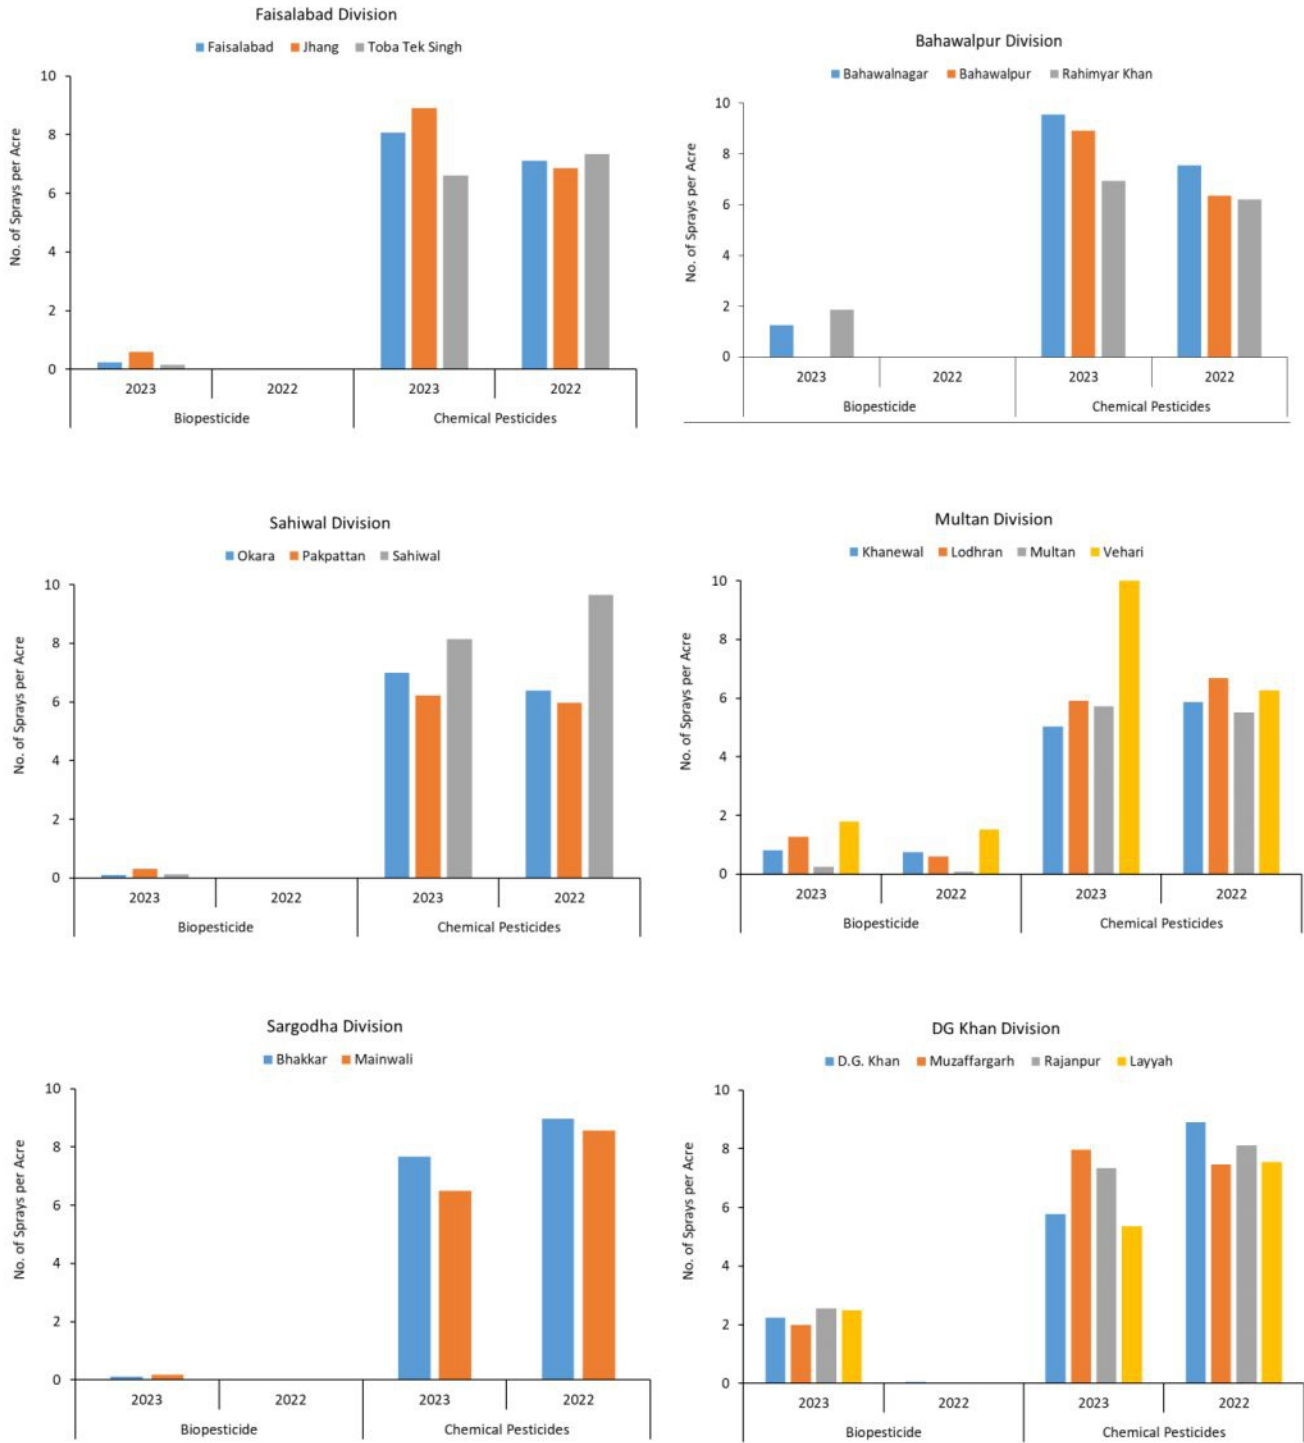 Faisalabad Division
Faisalabad Jhang Toba Tek Singh
No. of Sprays per Acre
10
8
6
4
2
0
2023 2022 2023 2022
Biopesticide Chemical Pesticides
Bahawalpur Division
Bahawalnagar Bahawalpur Rahimyar Khan
No. of Sprays per Acre
10
8
6
4
2
0
2023 2022 2023 2022
Biopesticide Chemical Pesticides
Sahiwal Division
Okara Pakpattan Sahiwal
No. of Sprays per Acre
10
8
6
4
2
0
2023 2022 2023 2022
Biopesticide Chemical Pesticides
Multan Division
Khanewal Lodhran Multan Vehari
No. of Sprays per Acre
10
8
6
4
2
0
2023 2022 2023 2022
Biopesticide Chemical Pesticides
Sargodha Division
Bhakkar Mainwali
No. of Sprays per Acre
10
8
6
4
2
0
2023 2022 2023 2022
Biopesticide Chemical Pesticides
DG Khan Division
D.G. Khan Muzaffargarh Rajanpur Layyah
No. of Sprays per Acre
10
8
6
4
2
0
2023 2022 2023 2022
Biopesticide Chemical Pesticides